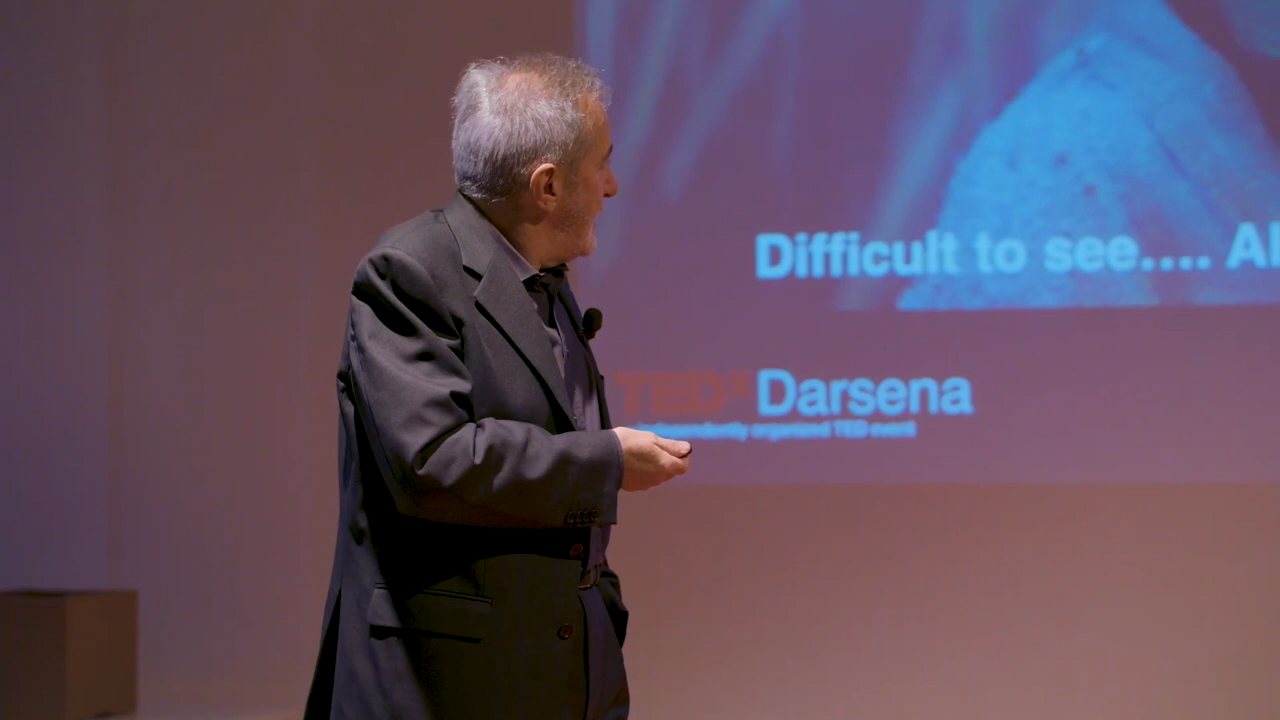 Difficult to see.... Al
TEDx Darsena
independently organized TED event